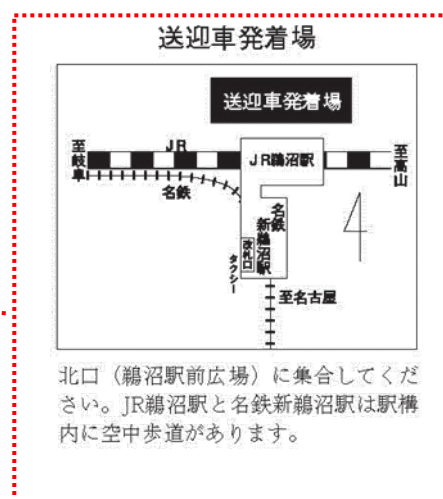 送迎車発着場
送迎車発着場
至岐阜
JR
JR鵜沼駅
至高山
名鉄
名鉄
新鵜沼駅
改札口
タクシー
至名古屋
北口（鵜沼駅前広場）に集合してくだ
さい。JR鵜沼駅と名鉄新鵜沼駅は駅構
内に空中歩道があります。